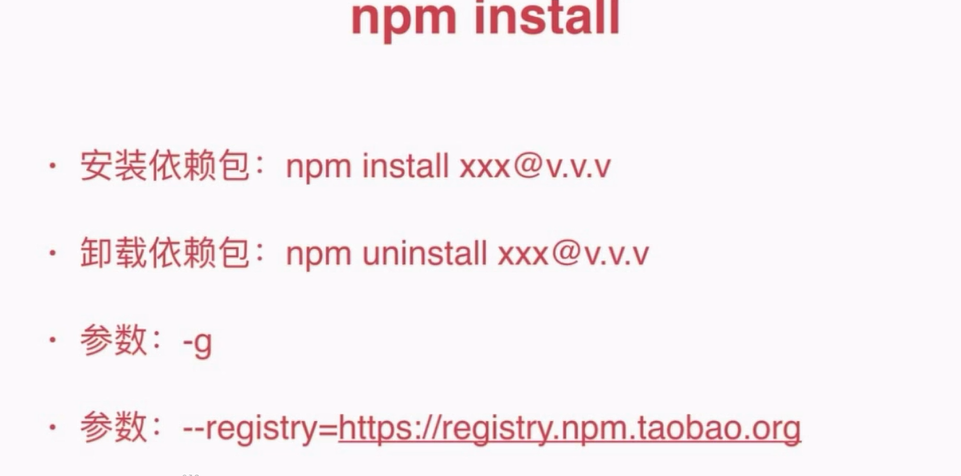 npm install
· 安装依赖包：npm install xxx@v.v.v
· 卸载依赖包：npm uninstall xxx@v.v.v
· 参数：-g
· 参数：--registry=https://registry.npm.taobao.org